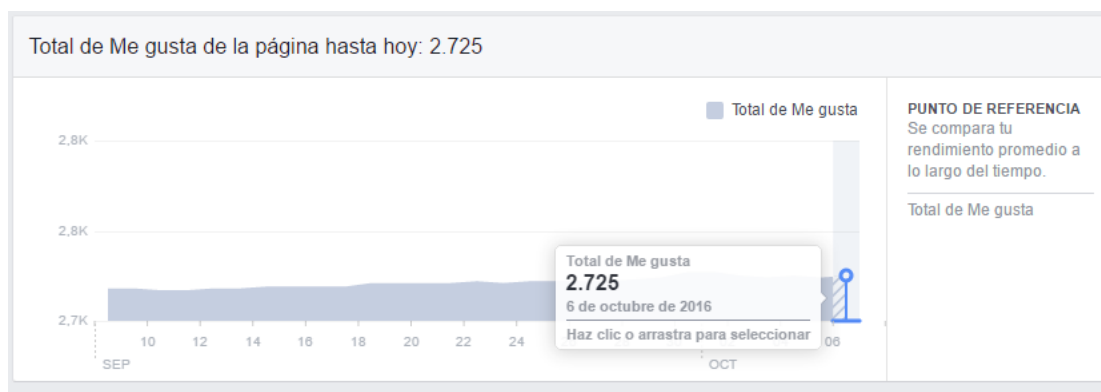 Total de Me gusta de la página hasta hoy: 2.725
Total de Me gusta
PUNTO DE REFERENCIA
Se compara tu
rendimiento promedio a
lo largo del tiempo.
Total de Me gusta
2,8K
2,8K
2,7K
Total de Me gusta
2.725
6 de octubre de 2016
Haz clic o arrastra para seleccionar
10 12 14 16 18 20 22 24 06
SEP OCT